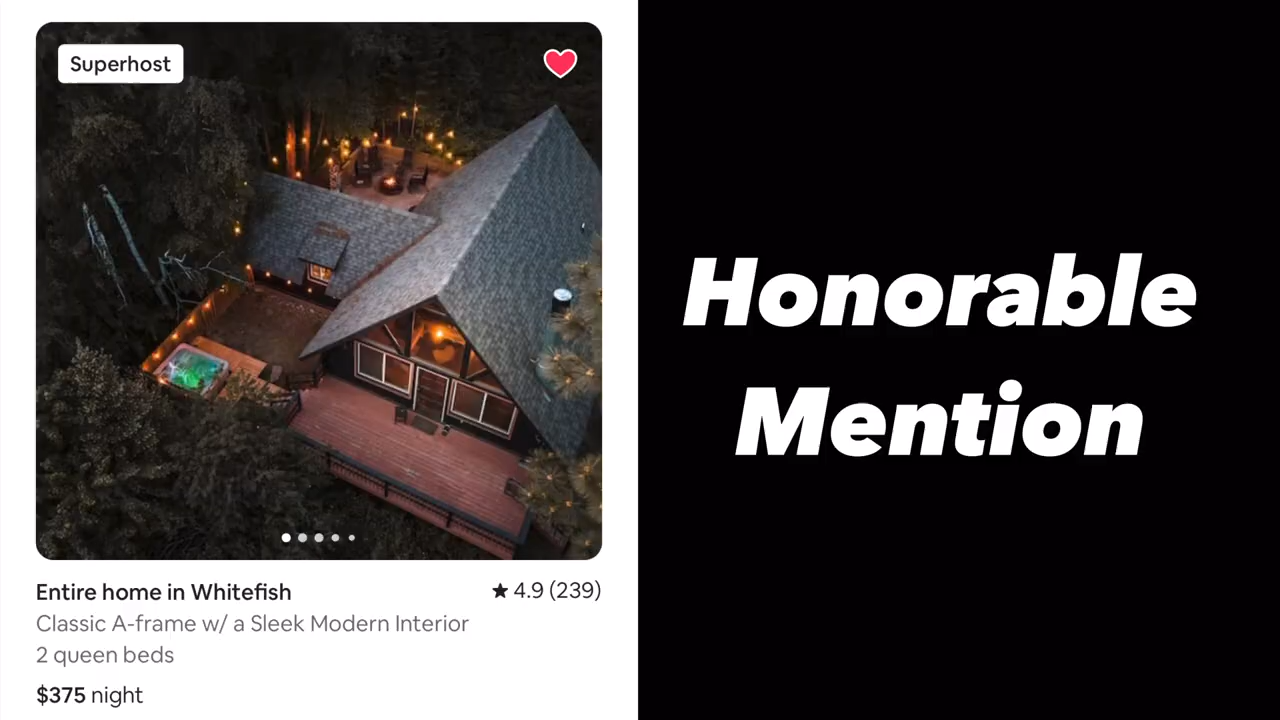 Superhost
Entire home in Whitefish
★ 4.9 (239)
Classic A-frame w/ a Sleek Modern Interior
2 queen beds
$375 night
Honorable
Mention